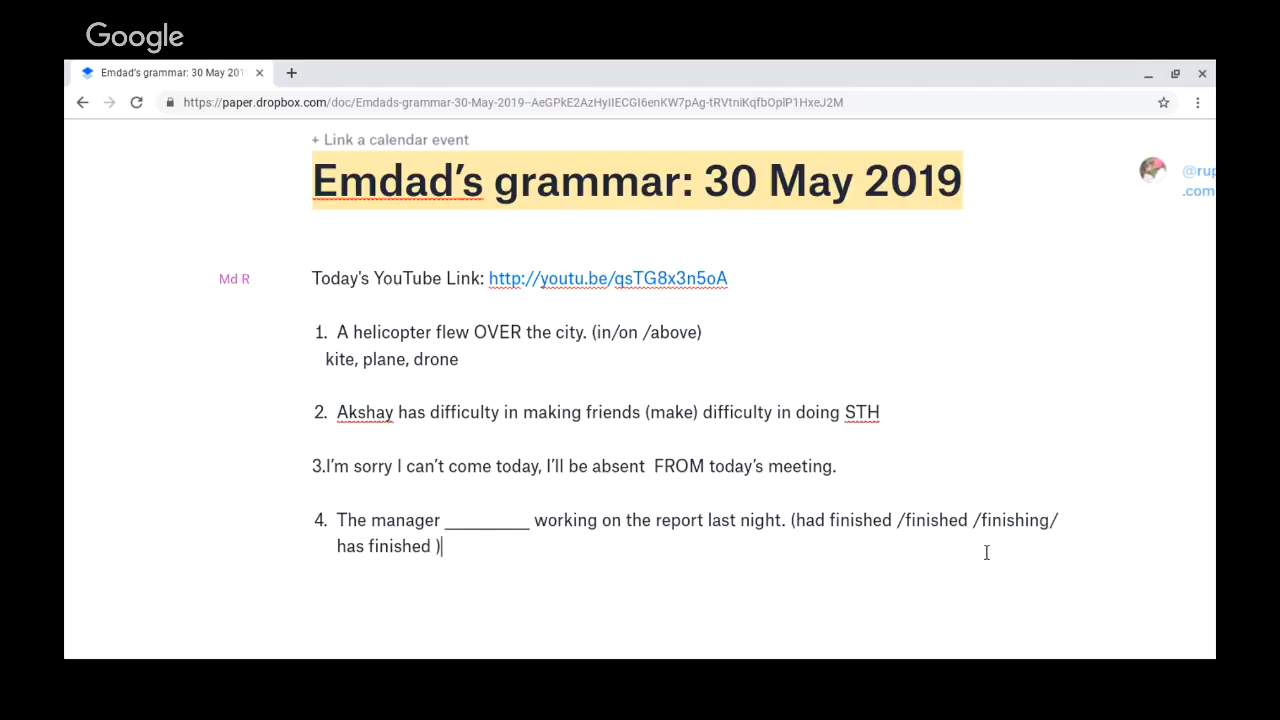 Google
Emdad's grammar: 30 May 201
https://paper.dropbox.com/doc/Emdads-grammar-30-May-2019--AeGPkE2AzHyIIECGI6enKW7pAg-tRVtniKqfbOplP1HxeJ2M
+ Link a calendar event
Emdad's grammar: 30 May 2019
@rup
.com
Md R
Today's YouTube Link: http://youtu.be/qsTG8x3n5oA
1. A helicopter flew OVER the city. (in/on /above)
kite, plane, drone
2. Akshay has difficulty in making friends (make) difficulty in doing STH
3.I'm sorry I can't come today, I'll be absent  FROM today's meeting.
4. The manager __________ working on the report last night. (had finished /finished /finishing/
has finished )